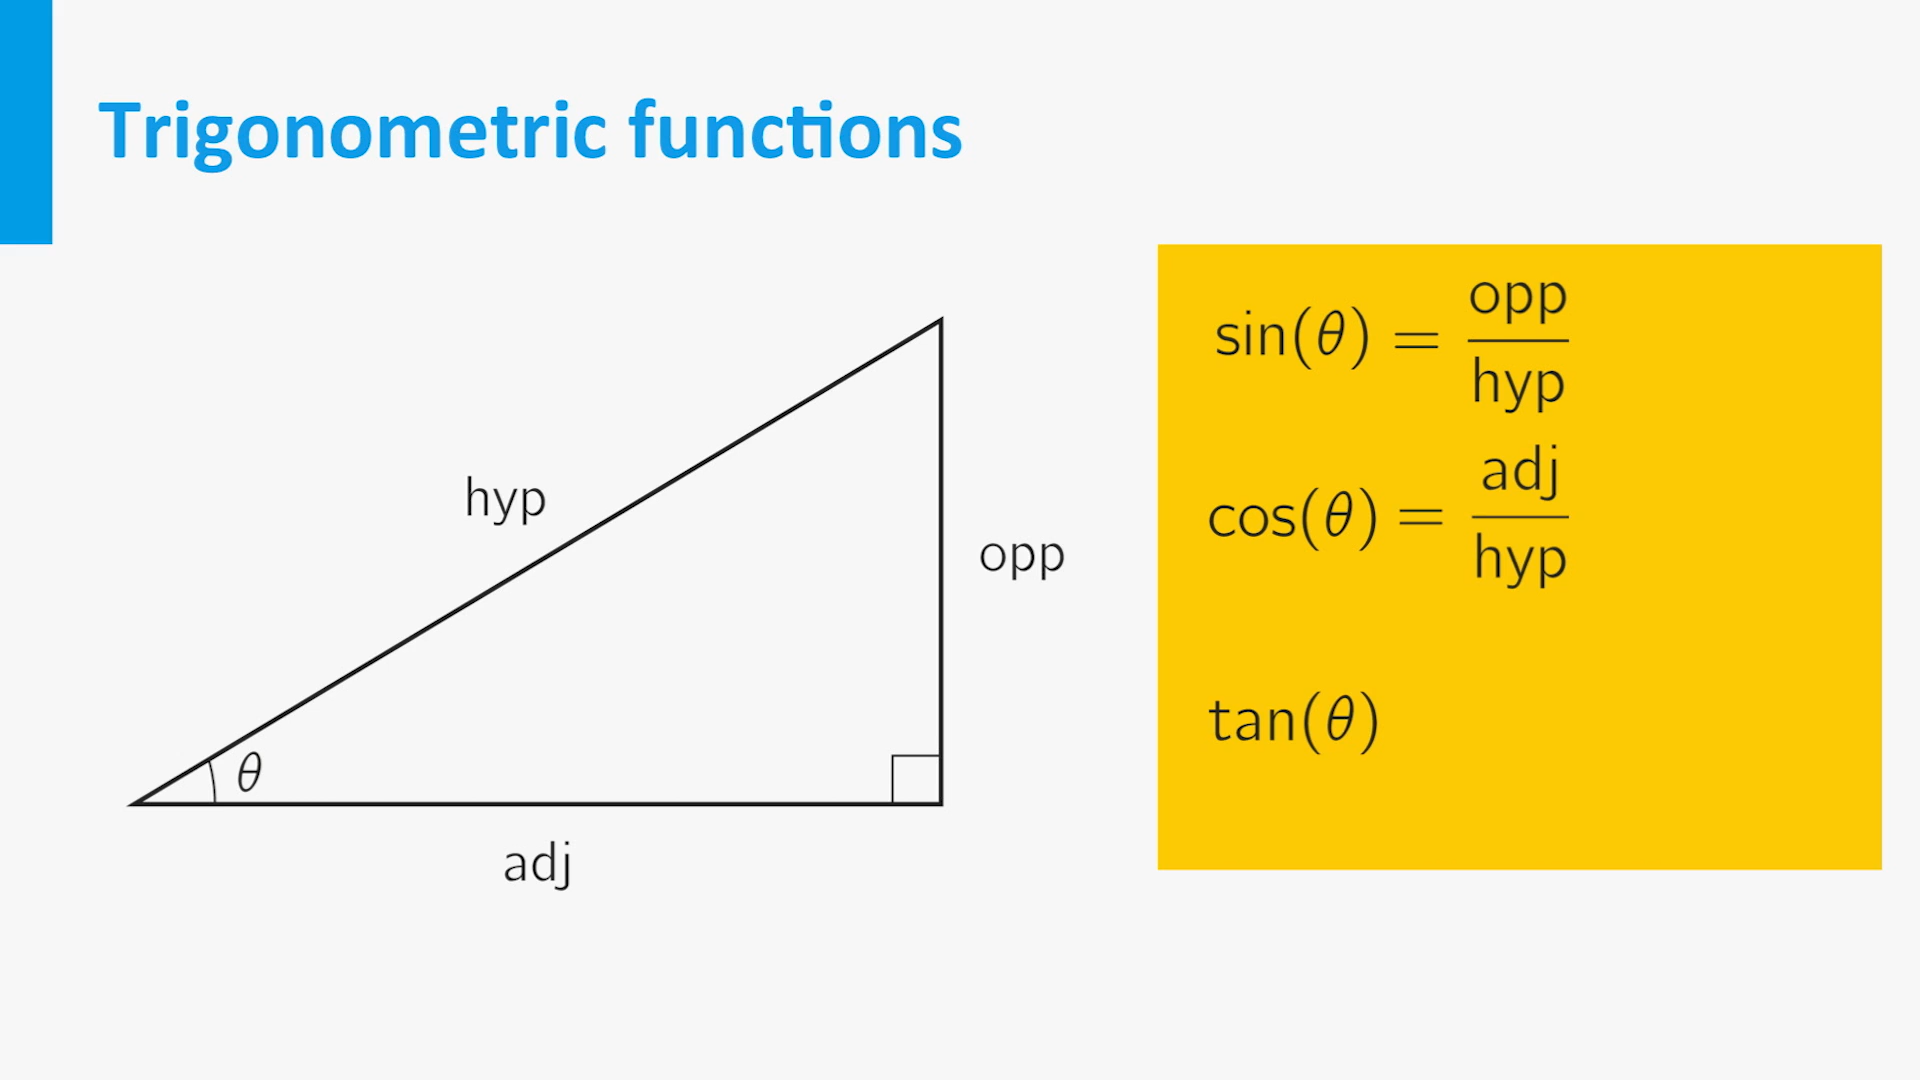 Trigonometric functions
hyp
opp
θ
adj
sin(θ) = opp/hyp
cos(θ) = adj/hyp
tan(θ)